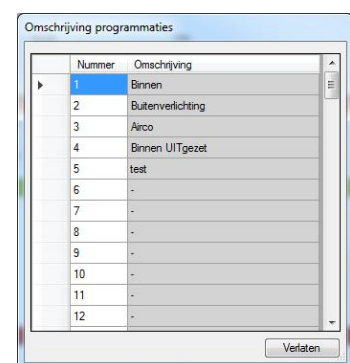 Omschrijving programmaties
Nummer Omschrijving
1 Binnen
2 Buitenverlichting
3 Airco
4 Binnen UITgezet
5 test
6 -
7 -
8 -
9 -
10 -
11 -
12 -
Verlaten